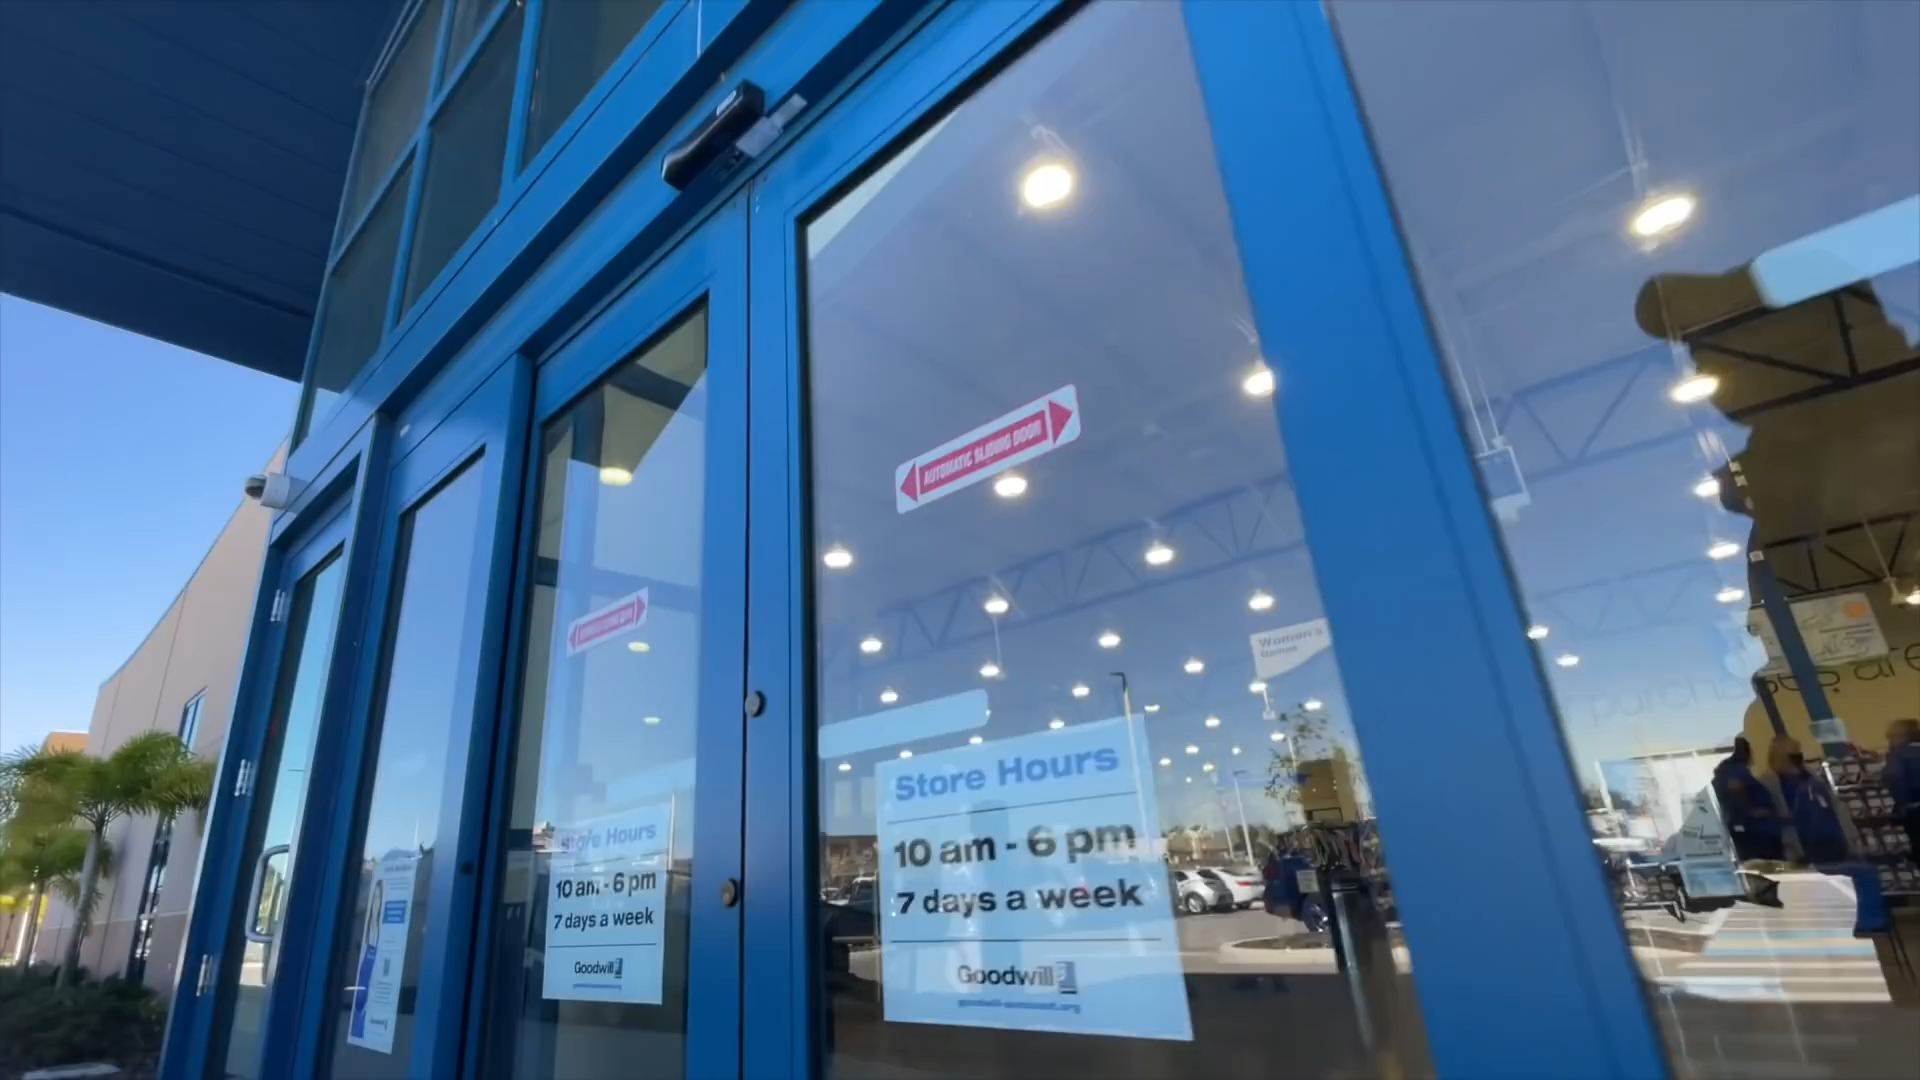 AUTOMATIC SLIDING DOOR
Women's
Store Hours
10 am - 6 pm
7 days a week
Goodwill
Store Hours
10 am - 6 pm
7 days a week
Goodwill